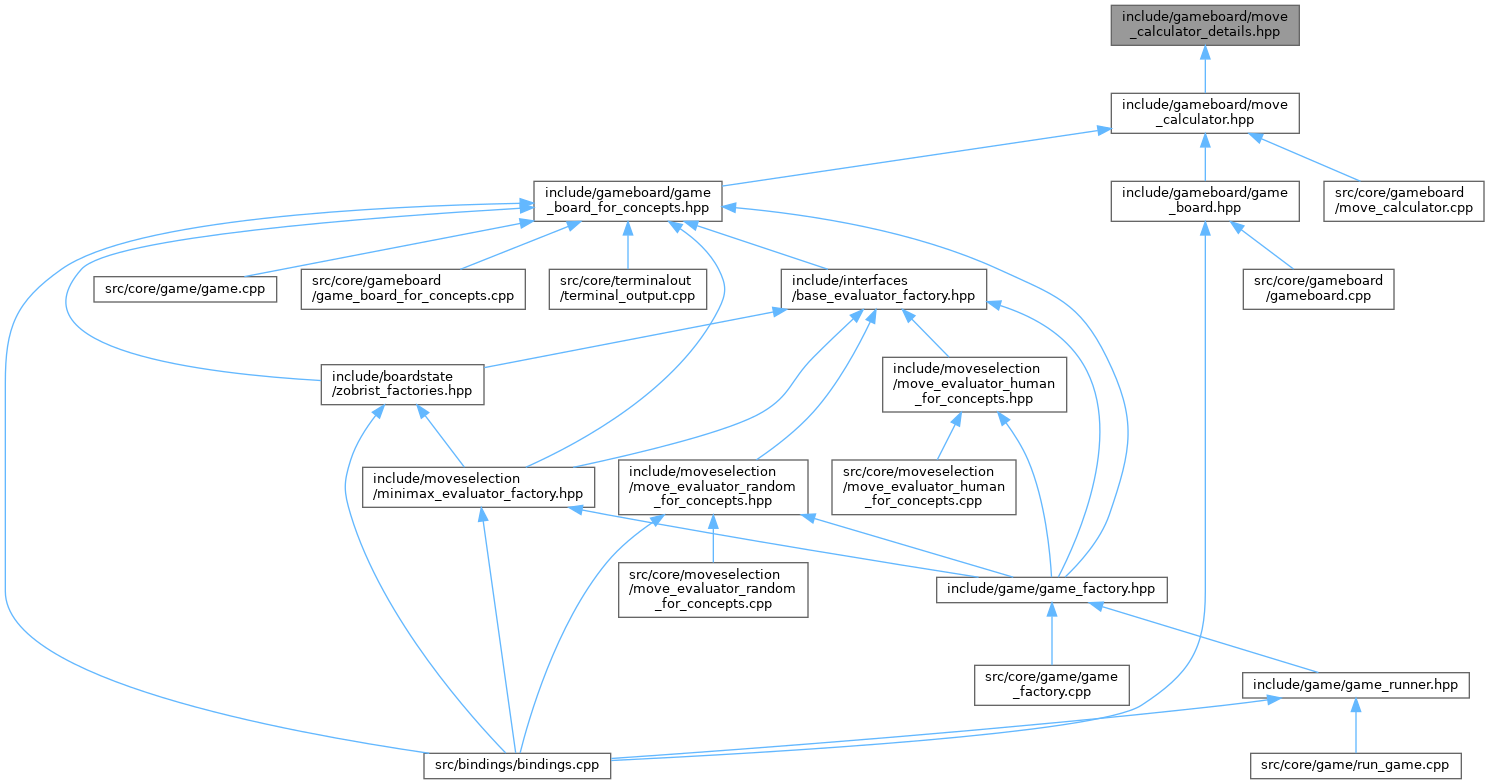 include/gameboard/move
_calculator_details.hpp
include/gameboard/move
_calculator.hpp
include/gameboard/game
_board_for_concepts.hpp
include/gameboard/game
_board.hpp
src/core/gameboard
/move_calculator.cpp
src/core/game/game.cpp
src/core/gameboard
/game_board_for_concepts.cpp
src/core/terminalout
/terminal_output.cpp
include/interfaces
/base_evaluator_factory.hpp
src/core/gameboard
/gameboard.cpp
include/boardstate
/zobrist_factories.hpp
include/moveselection
/move_evaluator_human
_for_concepts.hpp
include/moveselection
/minimax_evaluator_factory.hpp
include/moveselection
/move_evaluator_random
_for_concepts.hpp
src/core/moveselection
/move_evaluator_human
_for_concepts.cpp
src/core/moveselection
/move_evaluator_random
_for_concepts.cpp
include/game/game_factory.hpp
src/core/game/game
_factory.cpp
include/game/game_runner.hpp
src/bindings/bindings.cpp
src/core/game/run_game.cpp